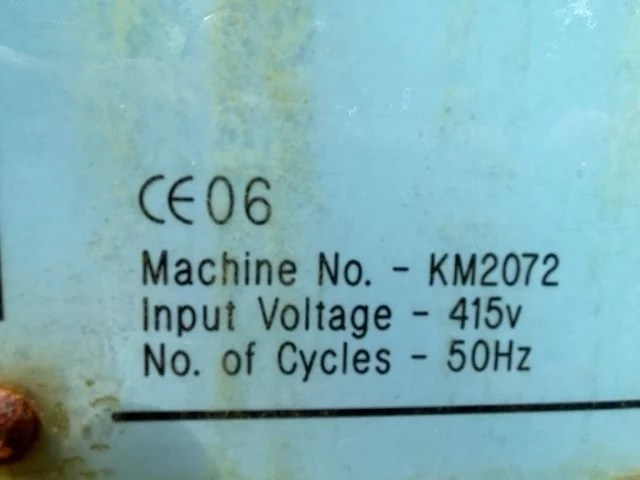 CE06
Machine No. - KM2072
Input Voltage - 415v
No. of Cycles - 50Hz